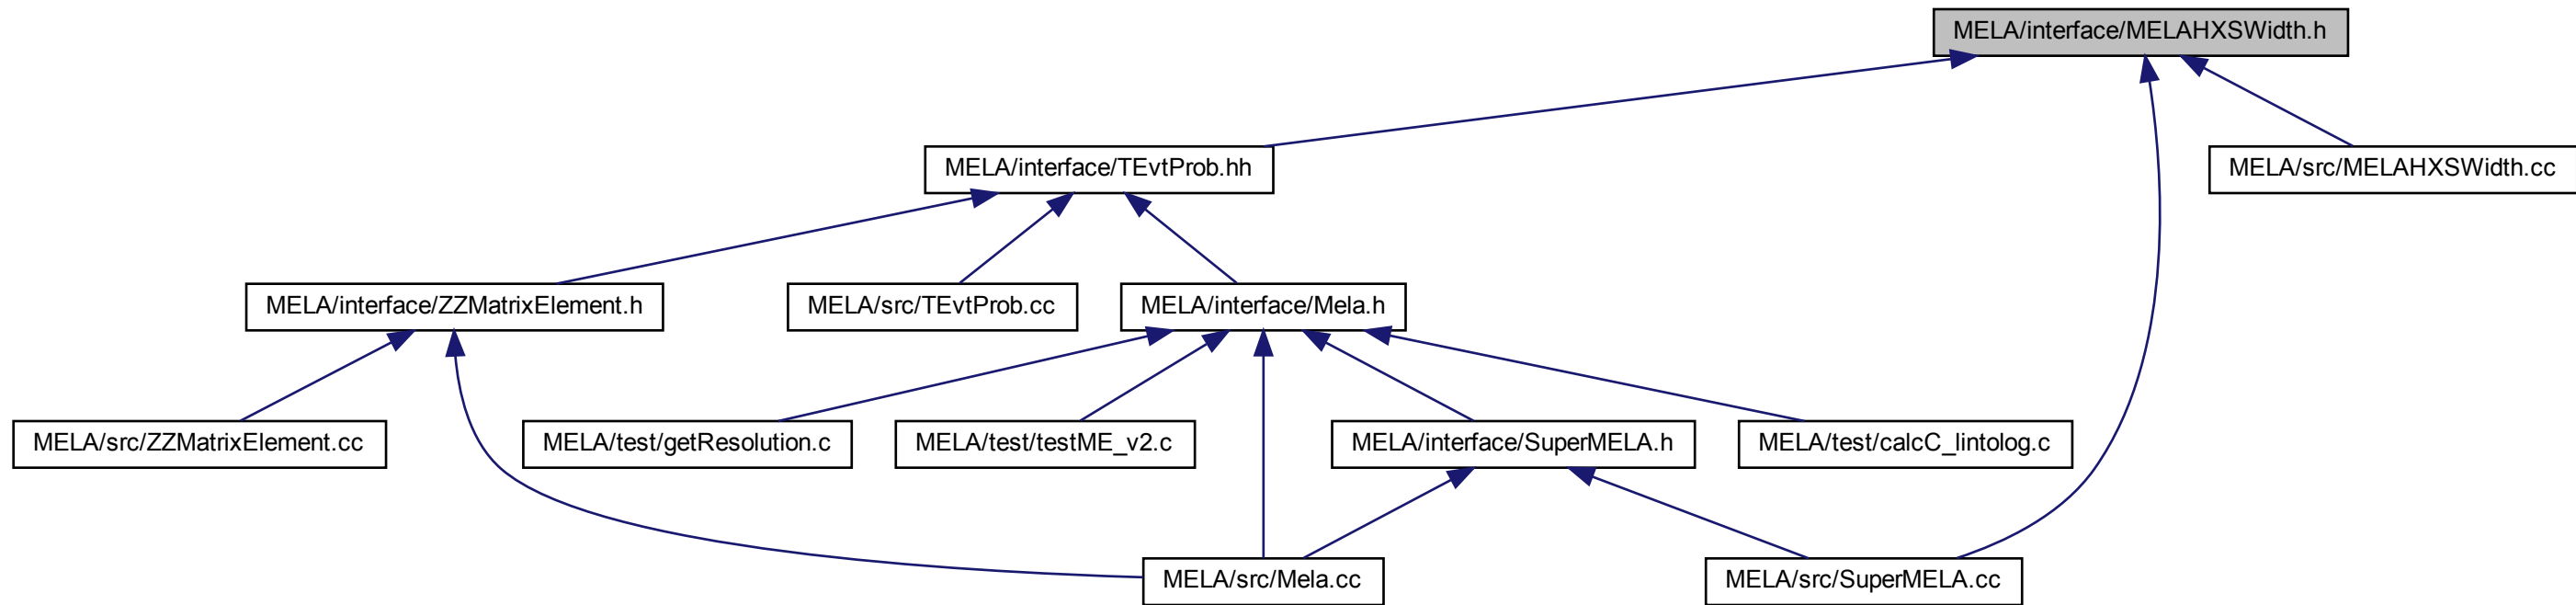 MELA/interface/MELAHXSWidth.h
MELA/interface/TEvtProb.hh
MELA/src/MELAHXSWidth.cc
MELA/interface/ZZMatrixElement.h
MELA/src/TEvtProb.cc
MELA/interface/Mela.h
MELA/src/ZZMatrixElement.cc
MELA/test/getResolution.c
MELA/test/testME_v2.c
MELA/interface/SuperMELA.h
MELA/test/calcC_lintolog.c
MELA/src/Mela.cc
MELA/src/SuperMELA.cc